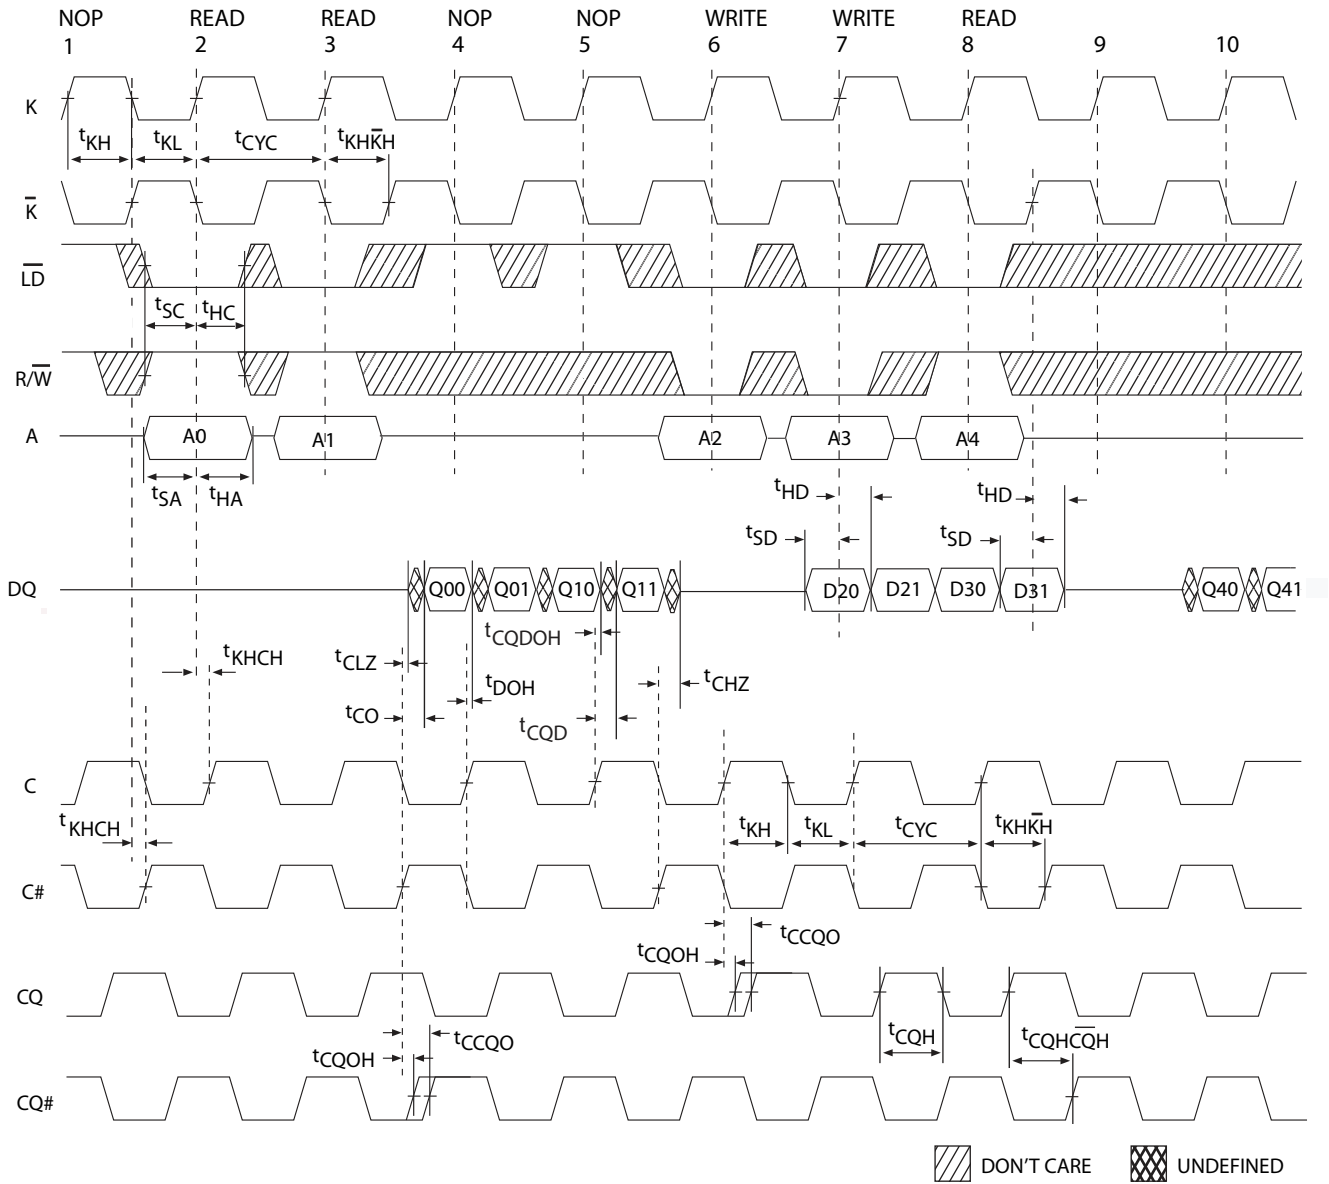 NOP READ READ NOP NOP WRITE WRITE READ
1 2 3 4 5 6 7 8 9 10
K
tKH tKL tCYC tKHK̅H
K̅
L̅D̅
tSC tHC
R/W̅
A A0 A1 A2 A3 A4
tSA tHA tHD tHD
tSD tSD
DQ Q00 Q01 Q10 Q11 D20 D21 D30 D31 Q40 Q41
tCQDOH
tKHCH tCLZ tDOH tCHZ
tCO tCQD
C
tKHCH tKH tKL tCYC tKHK̅H
C#
tCCQO
tCQOH
CQ
tCCQO tCQH tCQHC̅Q̅H
tCQOH
CQ#
DON'T CARE UNDEFINED